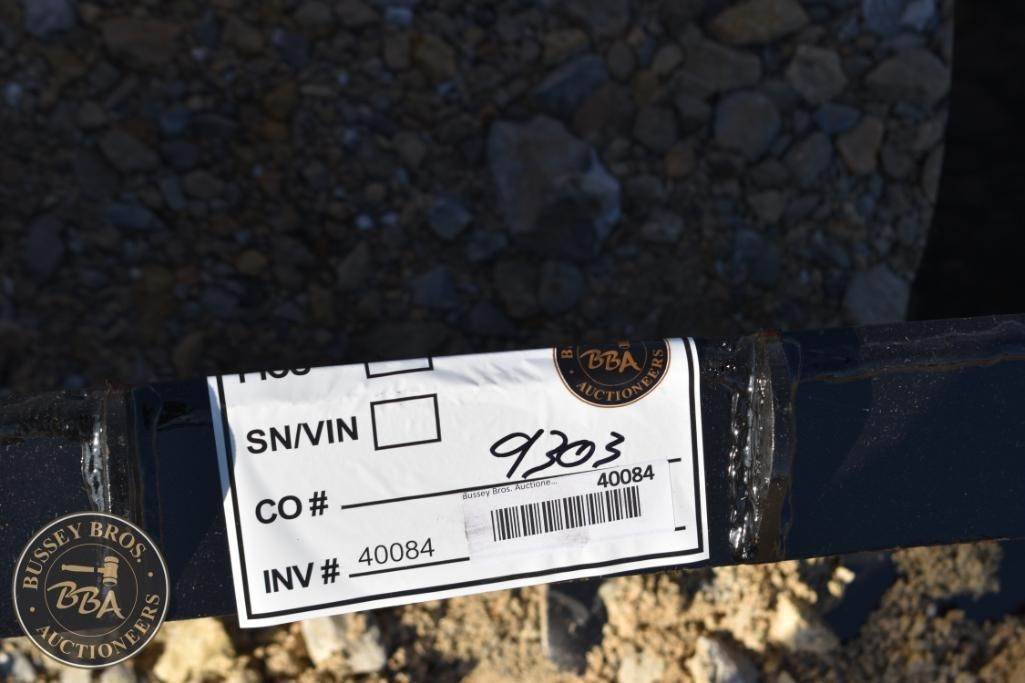 BBA
AUCTIONEERS
SN/VIN
9303
CO #
Bussey Bros. Auctione...
40084
INV # 40084
BUSSEY BROS.
BBA
AUCTIONEERS